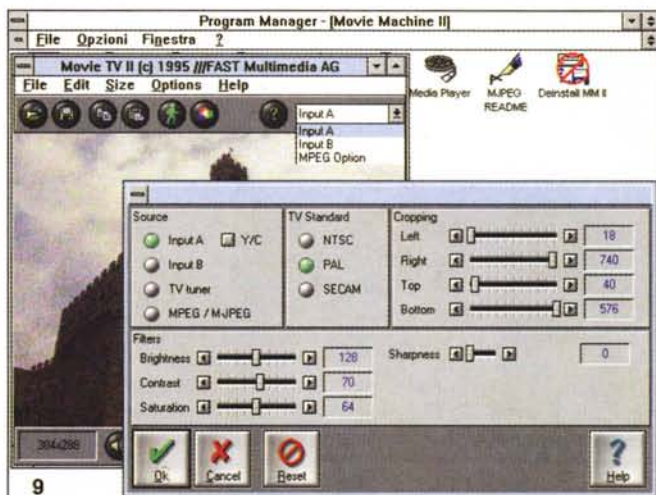 Program Manager - [Movie Machine II]
File Opzioni Finestra ?
Movie TV II (c) 1995 ///FAST Multimedia AG
File Edit Size Options Help
Input A
Input A
Input B
MPEG Option
Media Player
MJPEG README
Deinstall MM II
Source
Input A Y/C
Input B
TV tuner
MPEG / MJPEG
TV Standard
NTSC
PAL
SECAM
Cropping
Left 18
Right 740
Top 40
Bottom 576
Filters
Brightness 128
Contrast 70
Saturation 64
Sharpness 0
384x288
Ok
Cancel
Reset
? Help
9